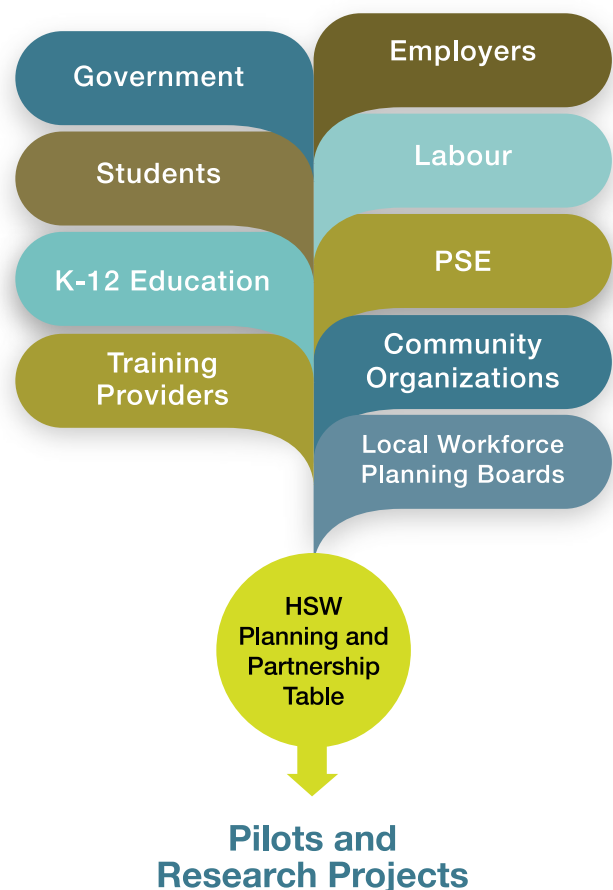 Government
Employers
Students
Labour
K-12 Education
PSE
Training
Providers
Community
Organizations
Local Workforce
Planning Boards
HSW
Planning and
Partnership
Table
Pilots and
Research Projects